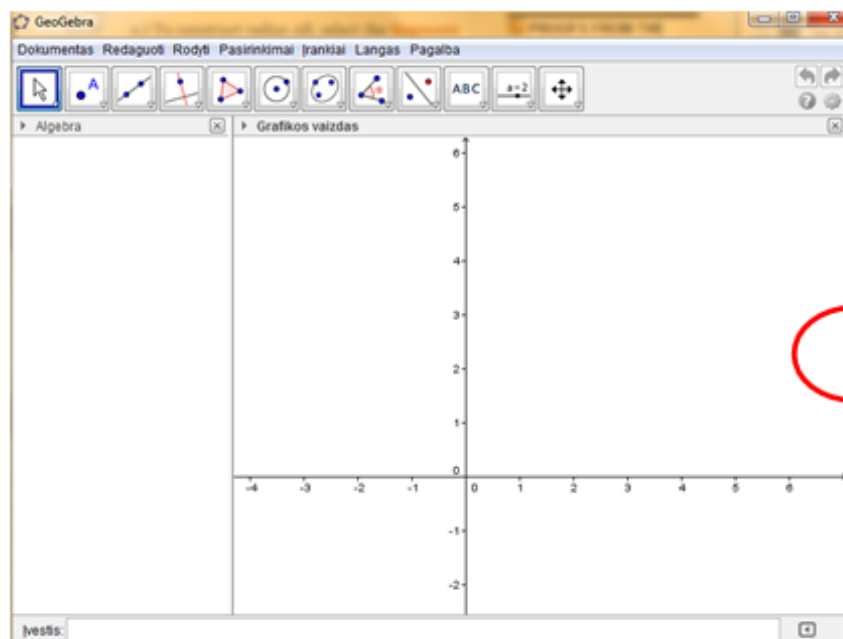 GeoGebra
Dokumentas Redaguoti Rodyti Pasirinkimai Įrankiai Langas Pagalba
A
ABC
a=2
Algebra
Grafikos vaizdas
6
5
4
3
2
1
0
-4 -3 -2 -1 0 1 2 3 4 5 6
-1
-2
Įvestis: